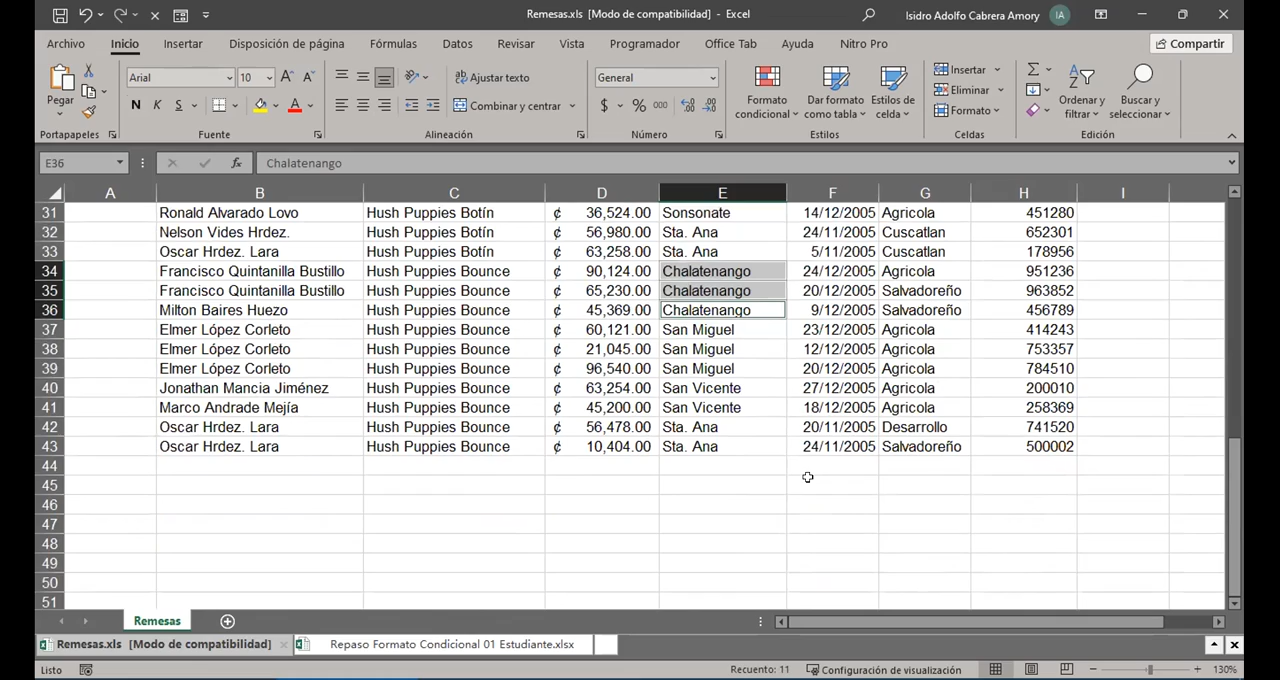 Remesas.xls [Modo de compatibilidad] - Excel
Isidro Adolfo Cabrera Amory IA
Archivo Inicio Insertar Disposición de página Fórmulas Datos Revisar Vista Programador Office Tab Ayuda Nitro Pro Compartir
Pegar
Arial 10
N K S
Ajustar texto
Combinar y centrar
General
$ % 000
Formato condicional
Dar formato como tabla
Estilos de celda
Insertar
Eliminar
Formato
Ordenar y filtrar
Buscar y seleccionar
Portapapeles Fuente Alineación Número Estilos Celdas Edición
E36 fx Chalatenango
A B C D E F G H I
31 Ronald Alvarado Lovo Hush Puppies Botín ¢ 36,524.00 Sonsonate 14/12/2005 Agricola 451280
32 Nelson Vides Hrdez. Hush Puppies Botín ¢ 56,980.00 Sta. Ana 24/11/2005 Cuscatlan 652301
33 Oscar Hrdez. Lara Hush Puppies Botín ¢ 63,258.00 Sta. Ana 5/11/2005 Cuscatlan 178956
34 Francisco Quintanilla Bustillo Hush Puppies Bounce ¢ 90,124.00 Chalatenango 24/12/2005 Agricola 951236
35 Francisco Quintanilla Bustillo Hush Puppies Bounce ¢ 65,230.00 Chalatenango 20/12/2005 Salvadoreño 963852
36 Milton Baires Huezo Hush Puppies Bounce ¢ 45,369.00 Chalatenango 9/12/2005 Salvadoreño 456789
37 Elmer López Corleto Hush Puppies Bounce ¢ 60,121.00 San Miguel 23/12/2005 Agricola 414243
38 Elmer López Corleto Hush Puppies Bounce ¢ 21,045.00 San Miguel 12/12/2005 Agricola 753357
39 Elmer López Corleto Hush Puppies Bounce ¢ 96,540.00 San Miguel 20/12/2005 Agricola 784510
40 Jonathan Mancia Jiménez Hush Puppies Bounce ¢ 63,254.00 San Vicente 27/12/2005 Agricola 200010
41 Marco Andrade Mejía Hush Puppies Bounce ¢ 45,200.00 San Vicente 18/12/2005 Agricola 258369
42 Oscar Hrdez. Lara Hush Puppies Bounce ¢ 56,478.00 Sta. Ana 20/11/2005 Desarrollo 741520
43 Oscar Hrdez. Lara Hush Puppies Bounce ¢ 10,404.00 Sta. Ana 24/11/2005 Salvadoreño 500002
44
45
46
47
48
49
50
51
Remesas
Remesas.xls [Modo de compatibilidad] Repaso Formato Condicional 01 Estudiante.xlsx
Listo Recuento: 11 Configuración de visualización 130%